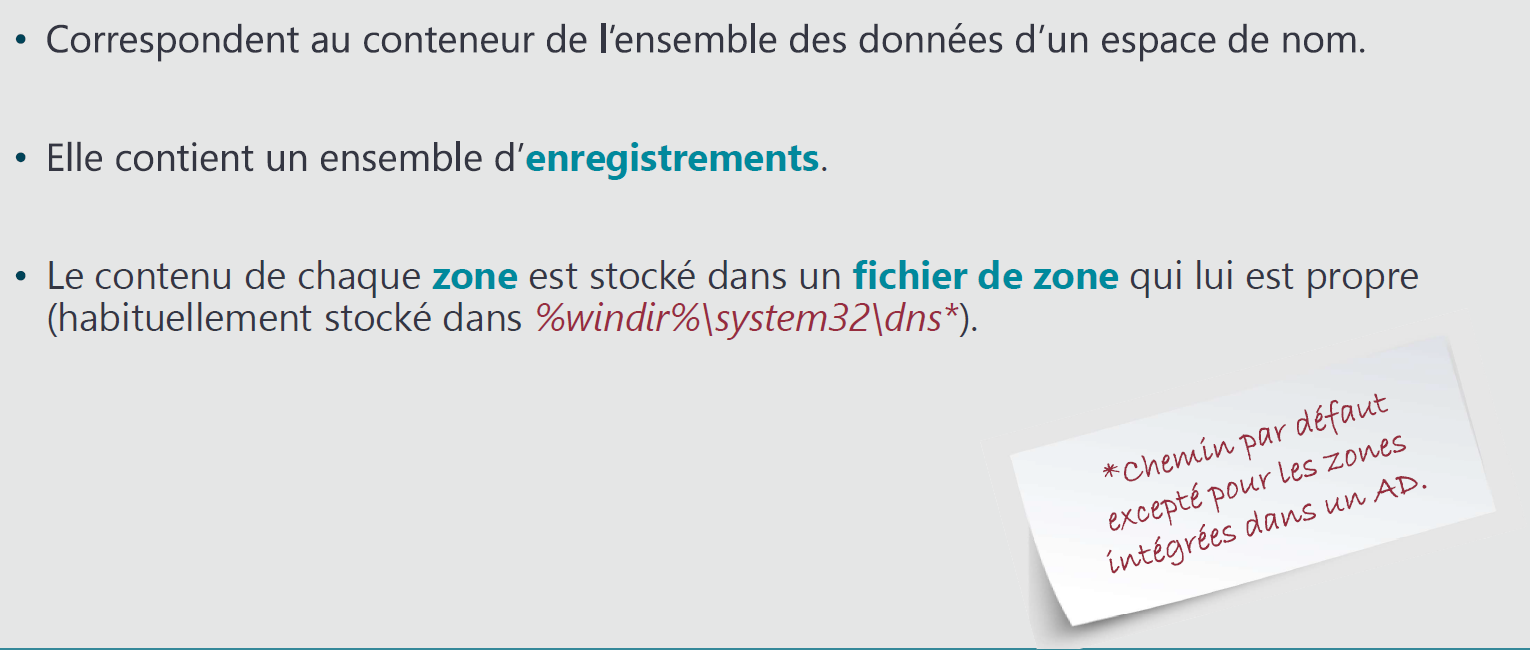 • Correspondent au conteneur de l'ensemble des données d'un espace de nom.
• Elle contient un ensemble d'enregistrements.
• Le contenu de chaque zone est stocké dans un fichier de zone qui lui est propre
(habituellement stocké dans %windir%\system32\dns*).
*Chemin par défaut
excepté pour les zones
intégrées dans un AD.